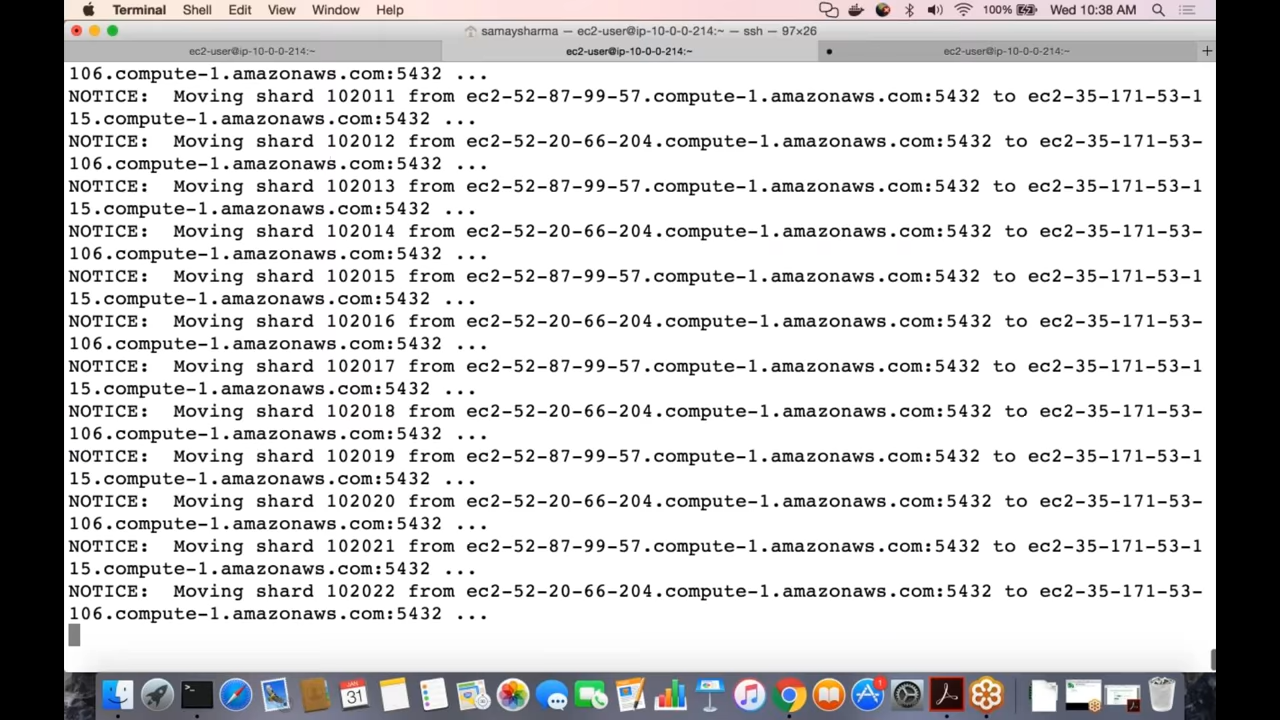 Terminal Shell Edit View Window Help 100% Wed 10:38 AM
samaysharma — ec2-user@ip-10-0-0-214:~ — ssh — 97×26
ec2-user@ip-10-0-0-214:~ ec2-user@ip-10-0-0-214:~ ec2-user@ip-10-0-0-214:~ +
106.compute-1.amazonaws.com:5432 ...
NOTICE:  Moving shard 102011 from ec2-52-87-99-57.compute-1.amazonaws.com:5432 to ec2-35-171-53-1
15.compute-1.amazonaws.com:5432 ...
NOTICE:  Moving shard 102012 from ec2-52-20-66-204.compute-1.amazonaws.com:5432 to ec2-35-171-53-
106.compute-1.amazonaws.com:5432 ...
NOTICE:  Moving shard 102013 from ec2-52-87-99-57.compute-1.amazonaws.com:5432 to ec2-35-171-53-1
15.compute-1.amazonaws.com:5432 ...
NOTICE:  Moving shard 102014 from ec2-52-20-66-204.compute-1.amazonaws.com:5432 to ec2-35-171-53-
106.compute-1.amazonaws.com:5432 ...
NOTICE:  Moving shard 102015 from ec2-52-87-99-57.compute-1.amazonaws.com:5432 to ec2-35-171-53-1
15.compute-1.amazonaws.com:5432 ...
NOTICE:  Moving shard 102016 from ec2-52-20-66-204.compute-1.amazonaws.com:5432 to ec2-35-171-53-
106.compute-1.amazonaws.com:5432 ...
NOTICE:  Moving shard 102017 from ec2-52-87-99-57.compute-1.amazonaws.com:5432 to ec2-35-171-53-1
15.compute-1.amazonaws.com:5432 ...
NOTICE:  Moving shard 102018 from ec2-52-20-66-204.compute-1.amazonaws.com:5432 to ec2-35-171-53-
106.compute-1.amazonaws.com:5432 ...
NOTICE:  Moving shard 102019 from ec2-52-87-99-57.compute-1.amazonaws.com:5432 to ec2-35-171-53-1
15.compute-1.amazonaws.com:5432 ...
NOTICE:  Moving shard 102020 from ec2-52-20-66-204.compute-1.amazonaws.com:5432 to ec2-35-171-53-
106.compute-1.amazonaws.com:5432 ...
NOTICE:  Moving shard 102021 from ec2-52-87-99-57.compute-1.amazonaws.com:5432 to ec2-35-171-53-1
15.compute-1.amazonaws.com:5432 ...
NOTICE:  Moving shard 102022 from ec2-52-20-66-204.compute-1.amazonaws.com:5432 to ec2-35-171-53-
106.compute-1.amazonaws.com:5432 ...
JAN
31
1